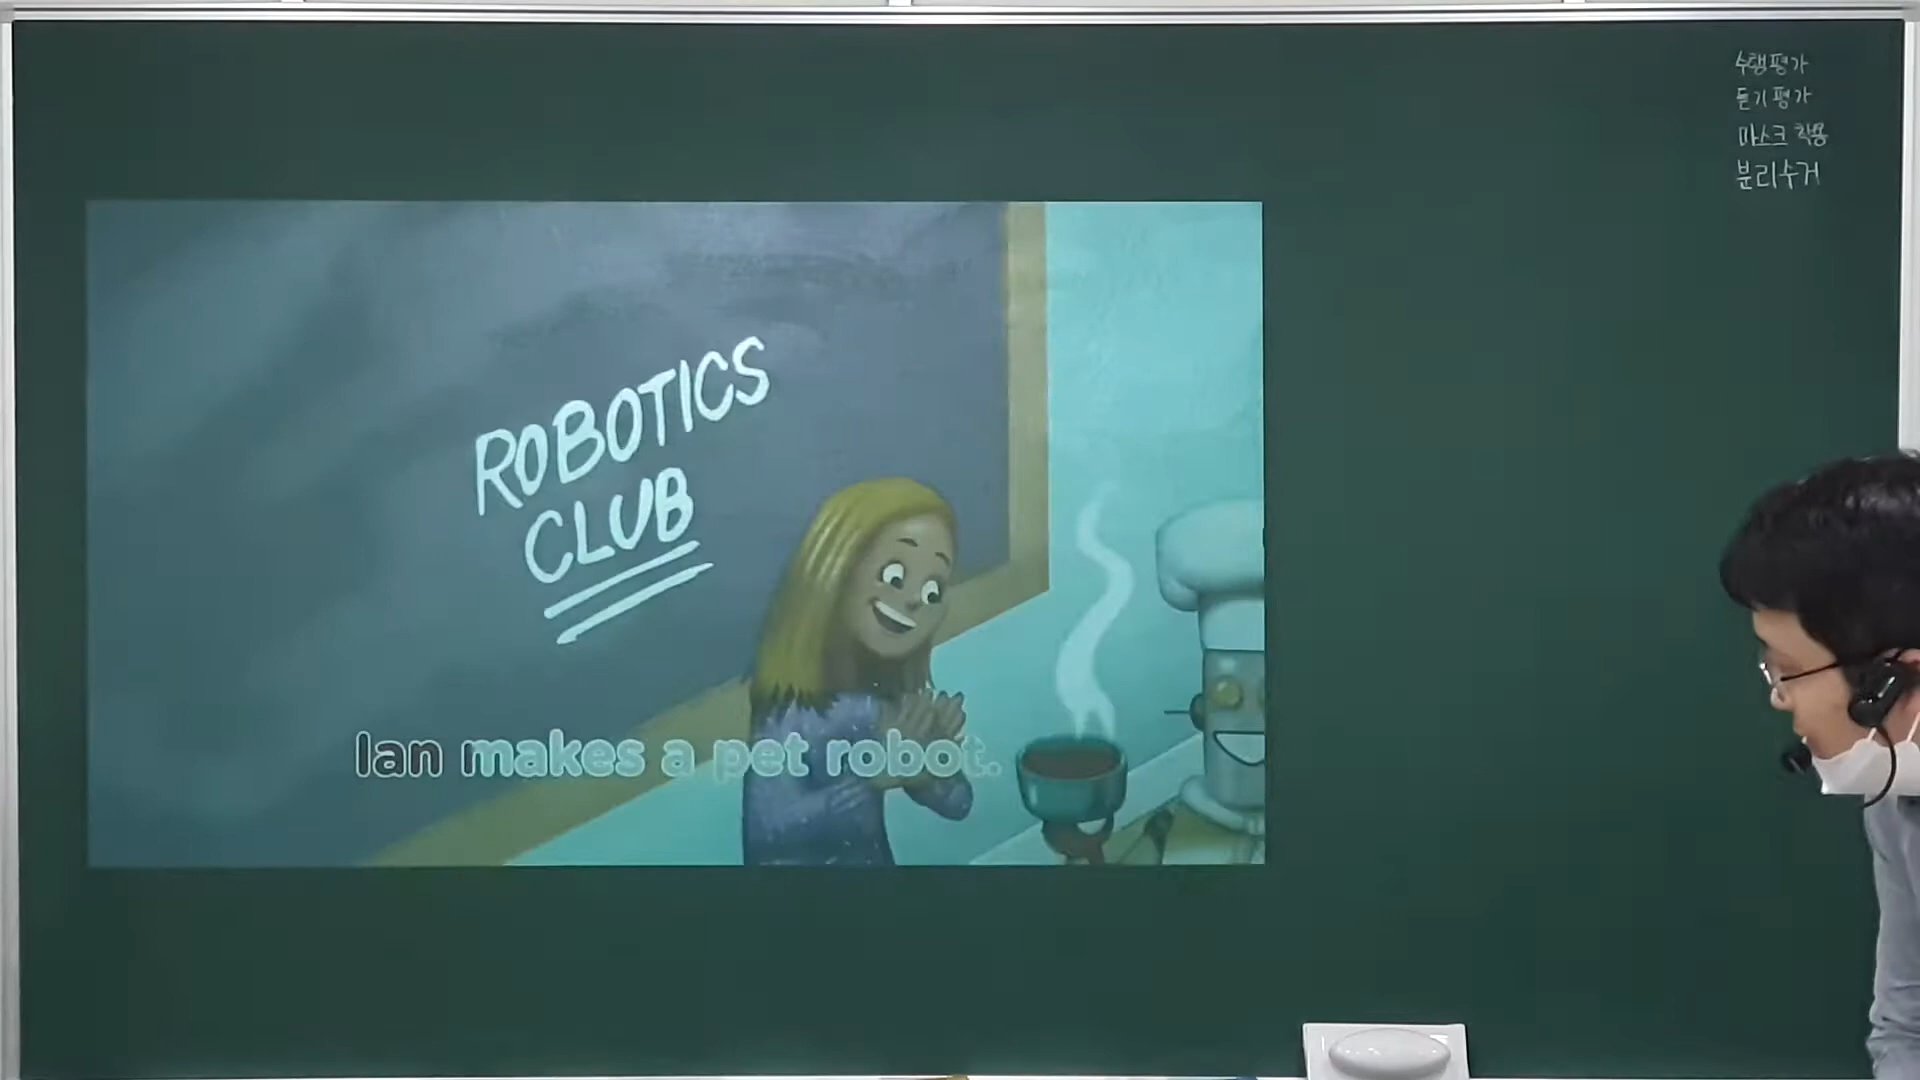 수행평가
듣기평가
마스크 착용
분리수거
ROBOTICS
CLUB
Ian makes a pet robot.